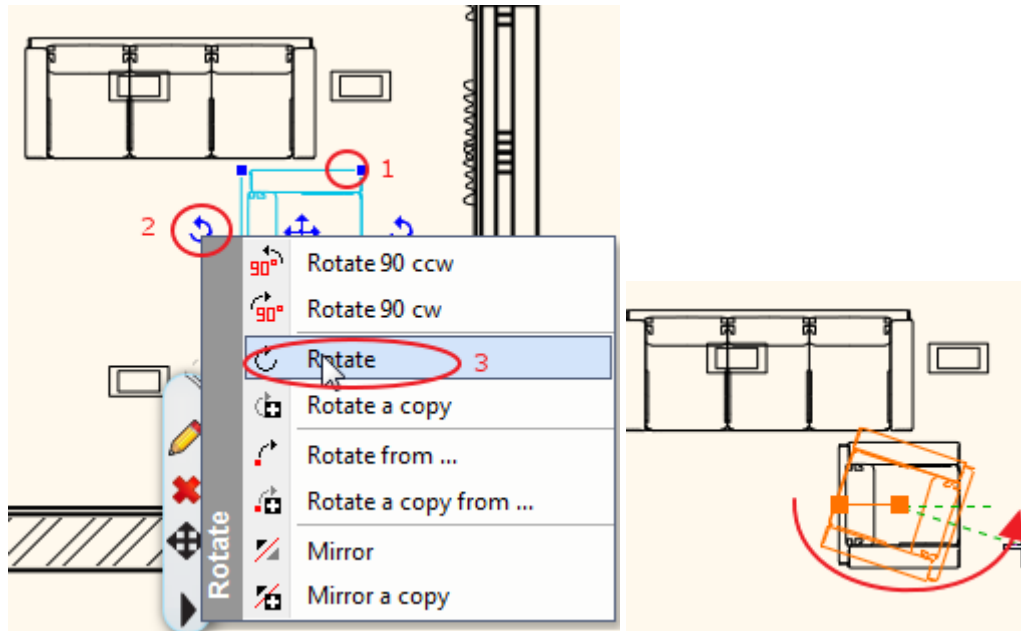 1
2
90° Rotate 90 ccw
90° Rotate 90 cw
Rotate 3
Rotate a copy
Rotate from ...
Rotate a copy from ...
Mirror
Mirror a copy
Rotate